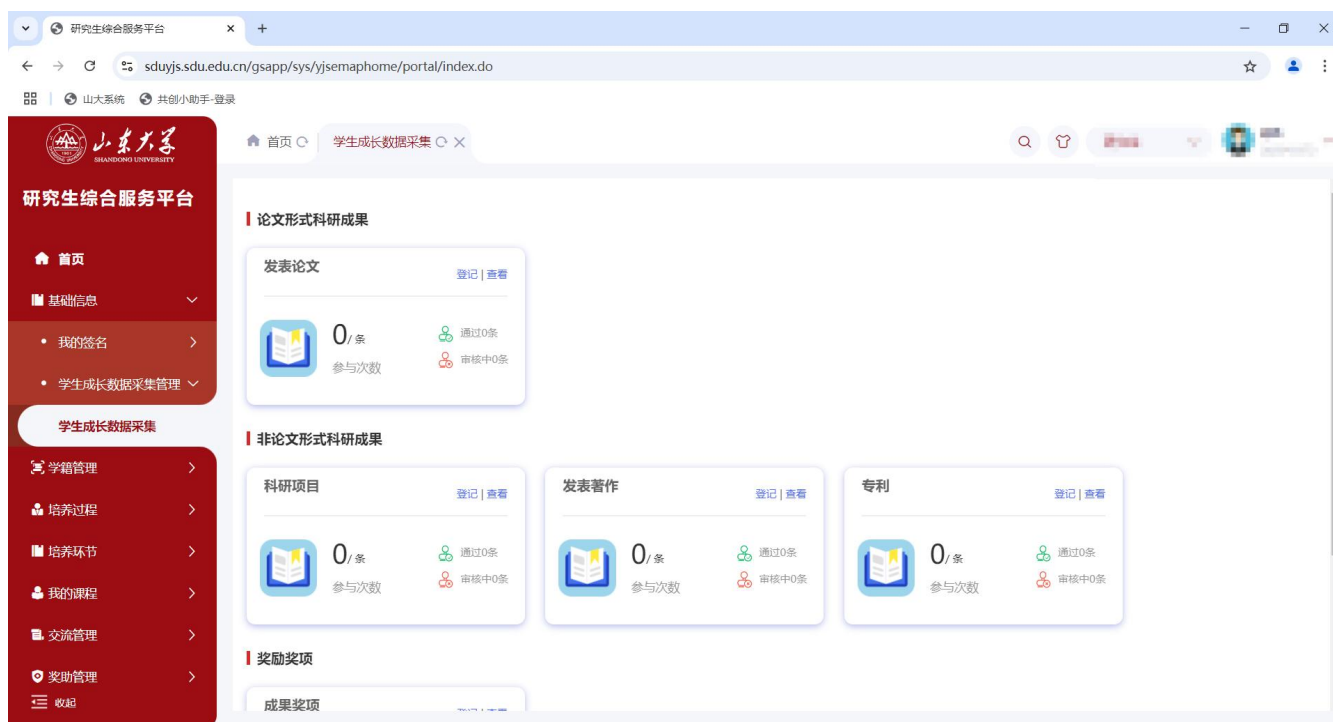 研究生综合服务平台
sduyjs.sdu.edu.cn/gsapp/sys/yjsemaphome/portal/index.do
山大系统 共创小助手-登录
山东大学
SHANDONG UNIVERSITY
研究生综合服务平台
首页
基础信息
我的签名
学生成长数据采集管理
学生成长数据采集
学籍管理
培养过程
培养环节
我的课程
交流管理
奖助管理
收起
首页 学生成长数据采集
论文形式科研成果
发表论文 登记 | 查看
0/ 条 通过0条
参与次数 审核中0条
非论文形式科研成果
科研项目 登记 | 查看
0/ 条 通过0条
参与次数 审核中0条
发表著作 登记 | 查看
0/ 条 通过0条
参与次数 审核中0条
专利 登记 | 查看
0/ 条 通过0条
参与次数 审核中0条
奖励奖项
成果奖项